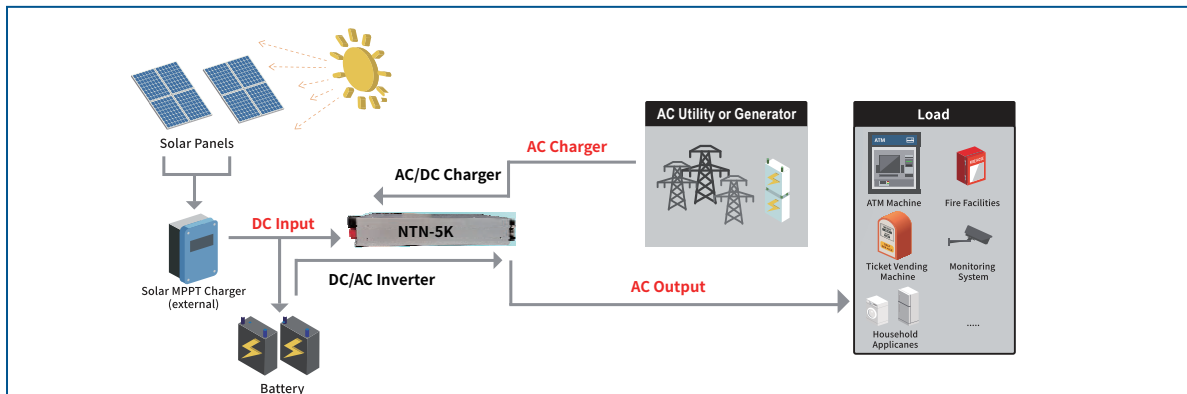 Solar Panels
AC Utility or Generator
Load
AC Charger
AC/DC Charger
ATM
ATM Machine
Fire Facilities
DC Input
NTN-5K
Solar MPPT Charger
(external)
DC/AC Inverter
AC Output
Ticket Vending
Machine
Monitoring
System
Household
Applicanes
.....
Battery